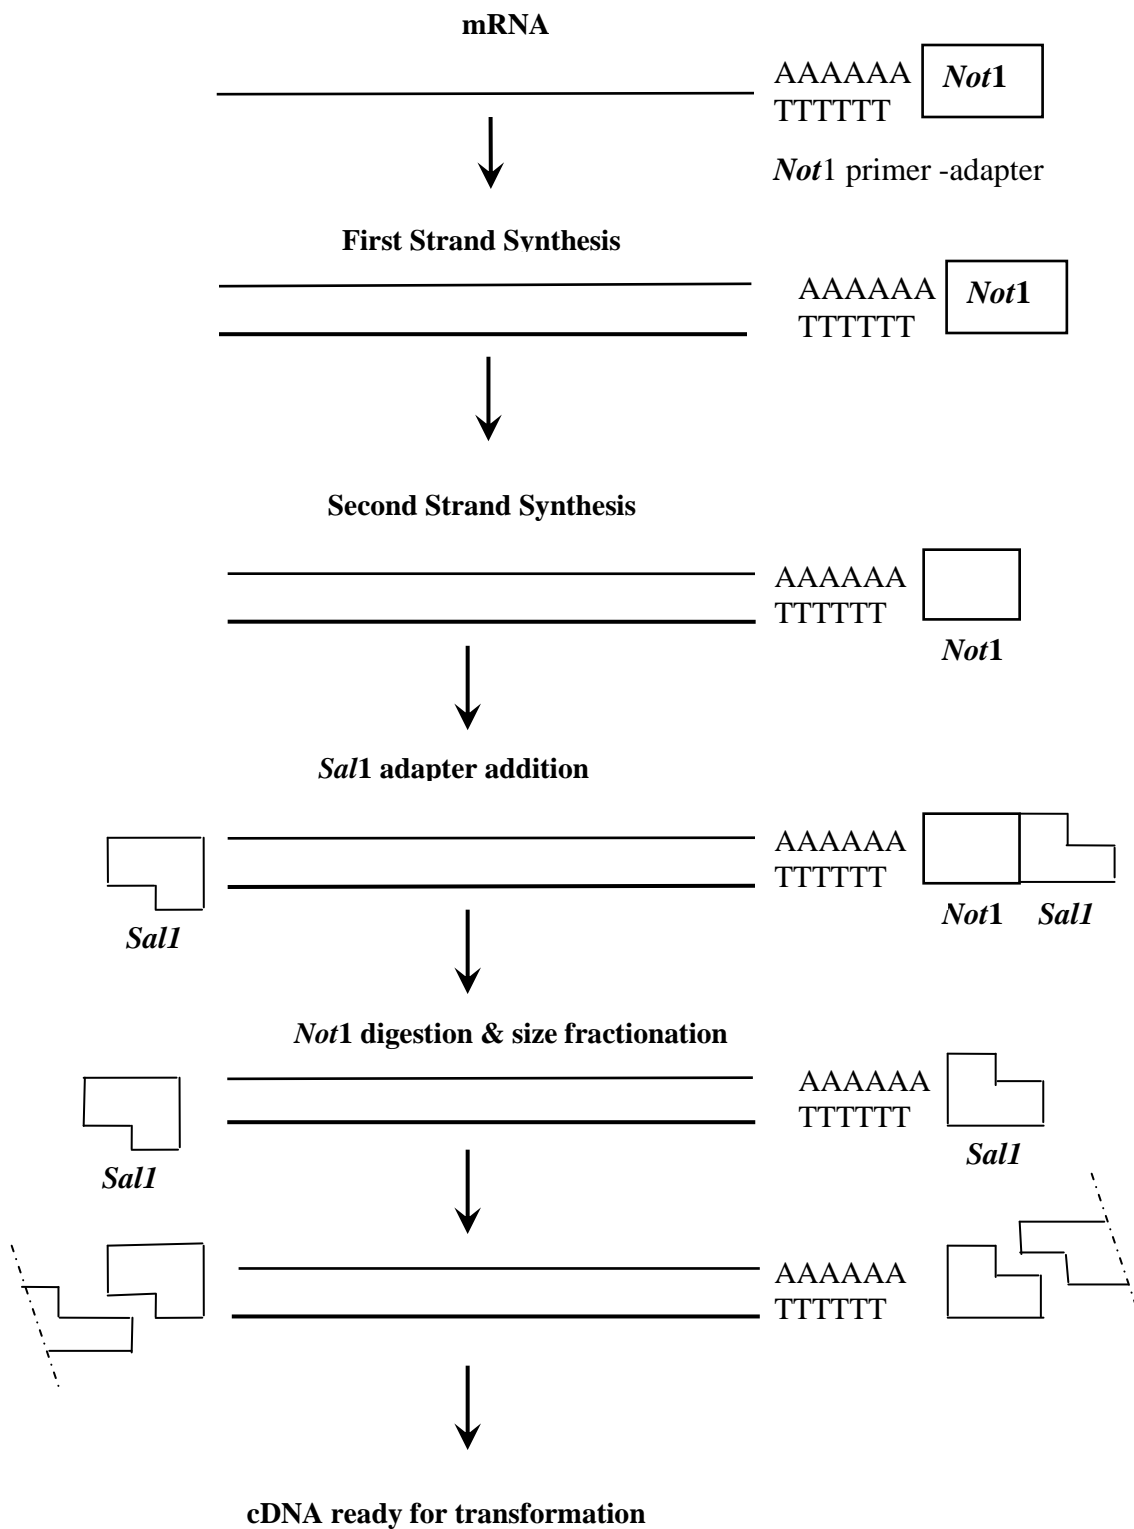 mRNA
AAAAAA Not1
TTTTTT
Not1 primer -adapter
First Strand Synthesis
AAAAAA Not1
TTTTTT
Second Strand Synthesis
AAAAAA
TTTTTT
Not1
Sal1 adapter addition
AAAAAA
TTTTTT
Sal1 Not1 Sal1
Not1 digestion & size fractionation
AAAAAA
TTTTTT
Sal1 Sal1
AAAAAA
TTTTTT
cDNA ready for transformation